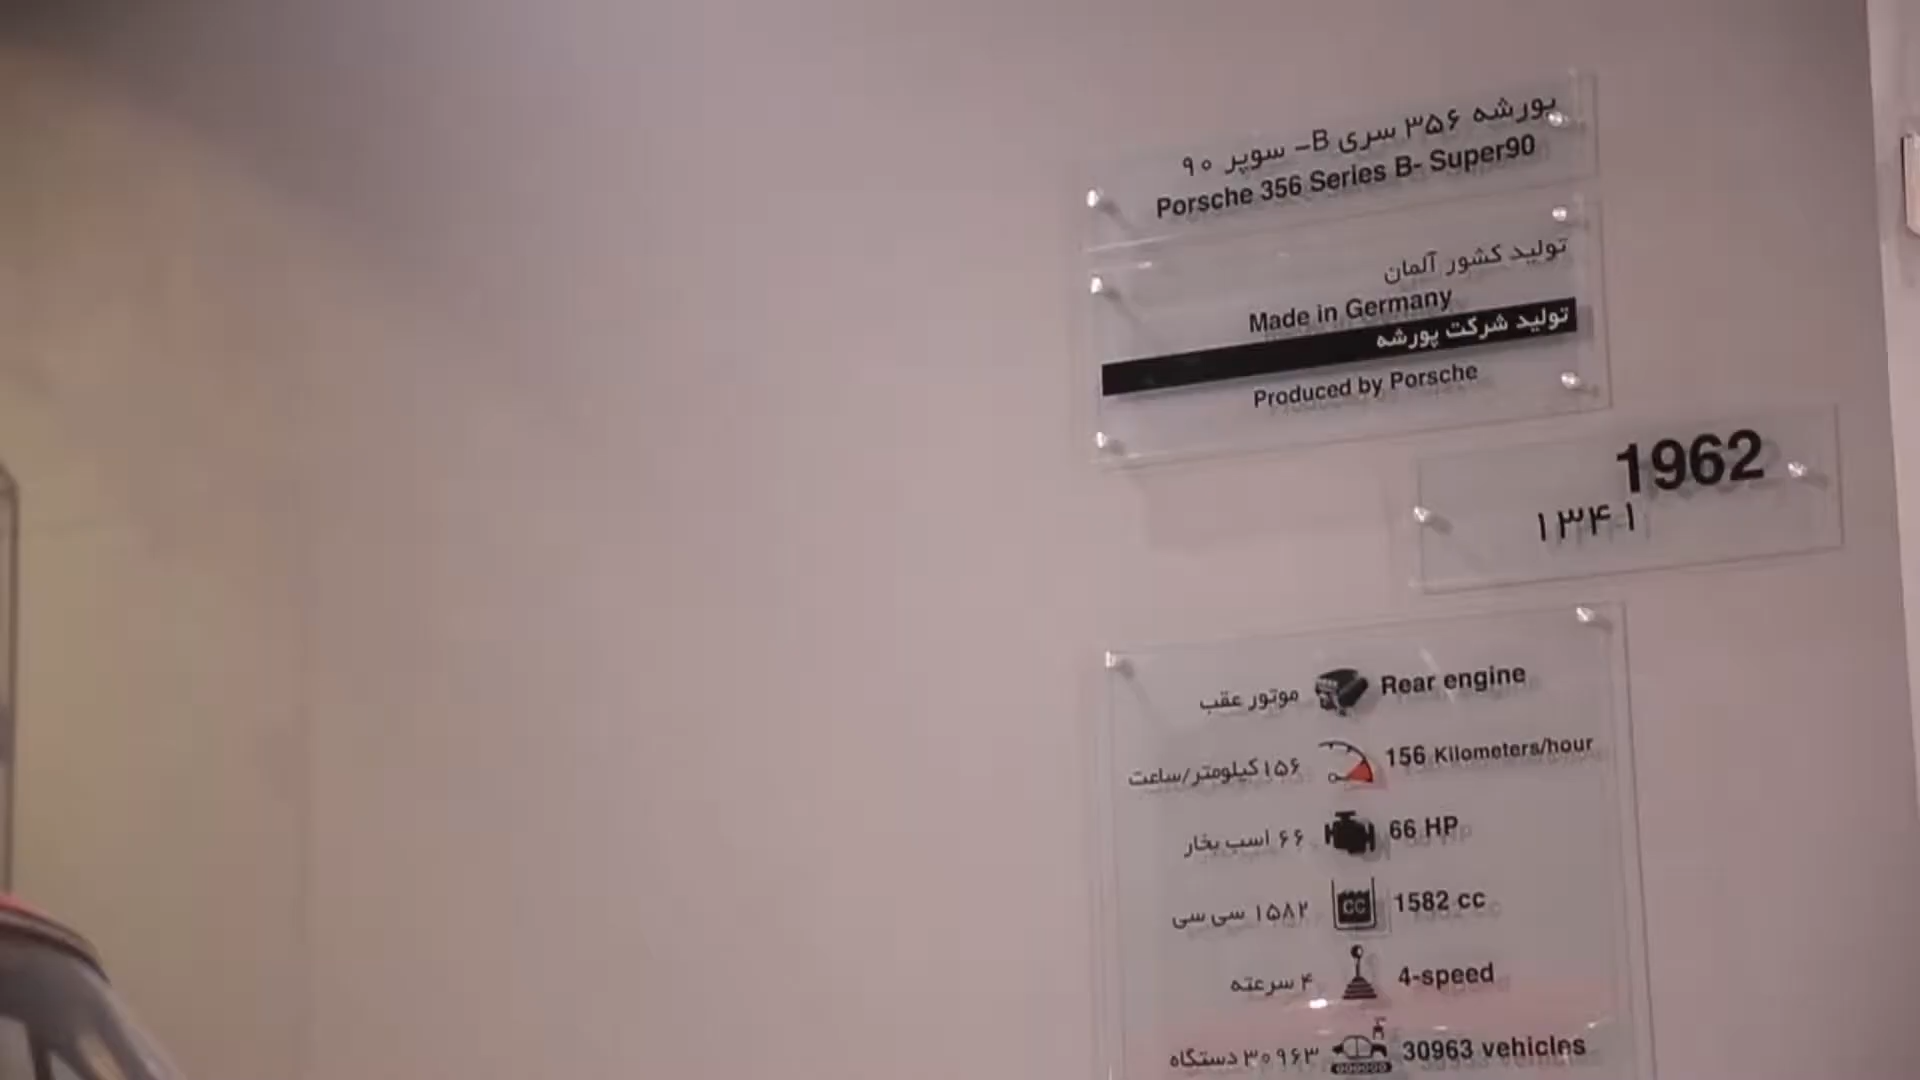 پورشه ۳۵۶ سری B- سوپر ۹۰
Porsche 356 Series B- Super90
تولید کشور آلمان
Made in Germany
تولید شرکت پورشه
Produced by Porsche
1962
۱۳۴۱
موتور عقب Rear engine
۱۵۶ کیلومتر/ساعت 156 Kilometers/hour
۶۶ اسب بخار 66 HP
۱۵۸۲ سی سی CC 1582 cc
۴ سرعته 4-speed
۳۰۹۶۳ دستگاه 30963 vehicles